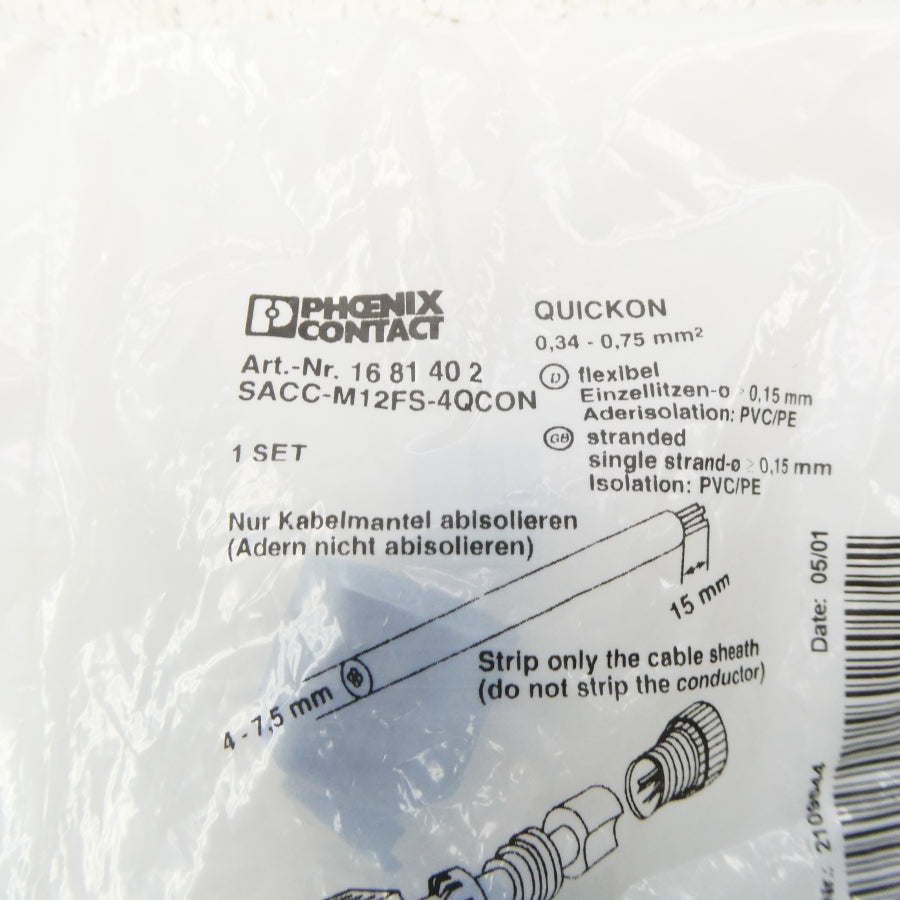 PHŒNIX
CONTACT
Art.-Nr. 16 81 40 2
SACC-M12FS-4QCON
1 SET
QUICKON
0,34 - 0,75 mm²
D flexibel
Einzellitzen-ø ≥ 0,15 mm
Aderisolation: PVC/PE
GB stranded
single strand-ø ≥ 0,15 mm
Isolation: PVC/PE
Nur Kabelmantel abisolieren
(Adern nicht abisolieren)
15 mm
4 - 7,5 mm
Strip only the cable sheath
(do not strip the conductor)
Date: 05/01